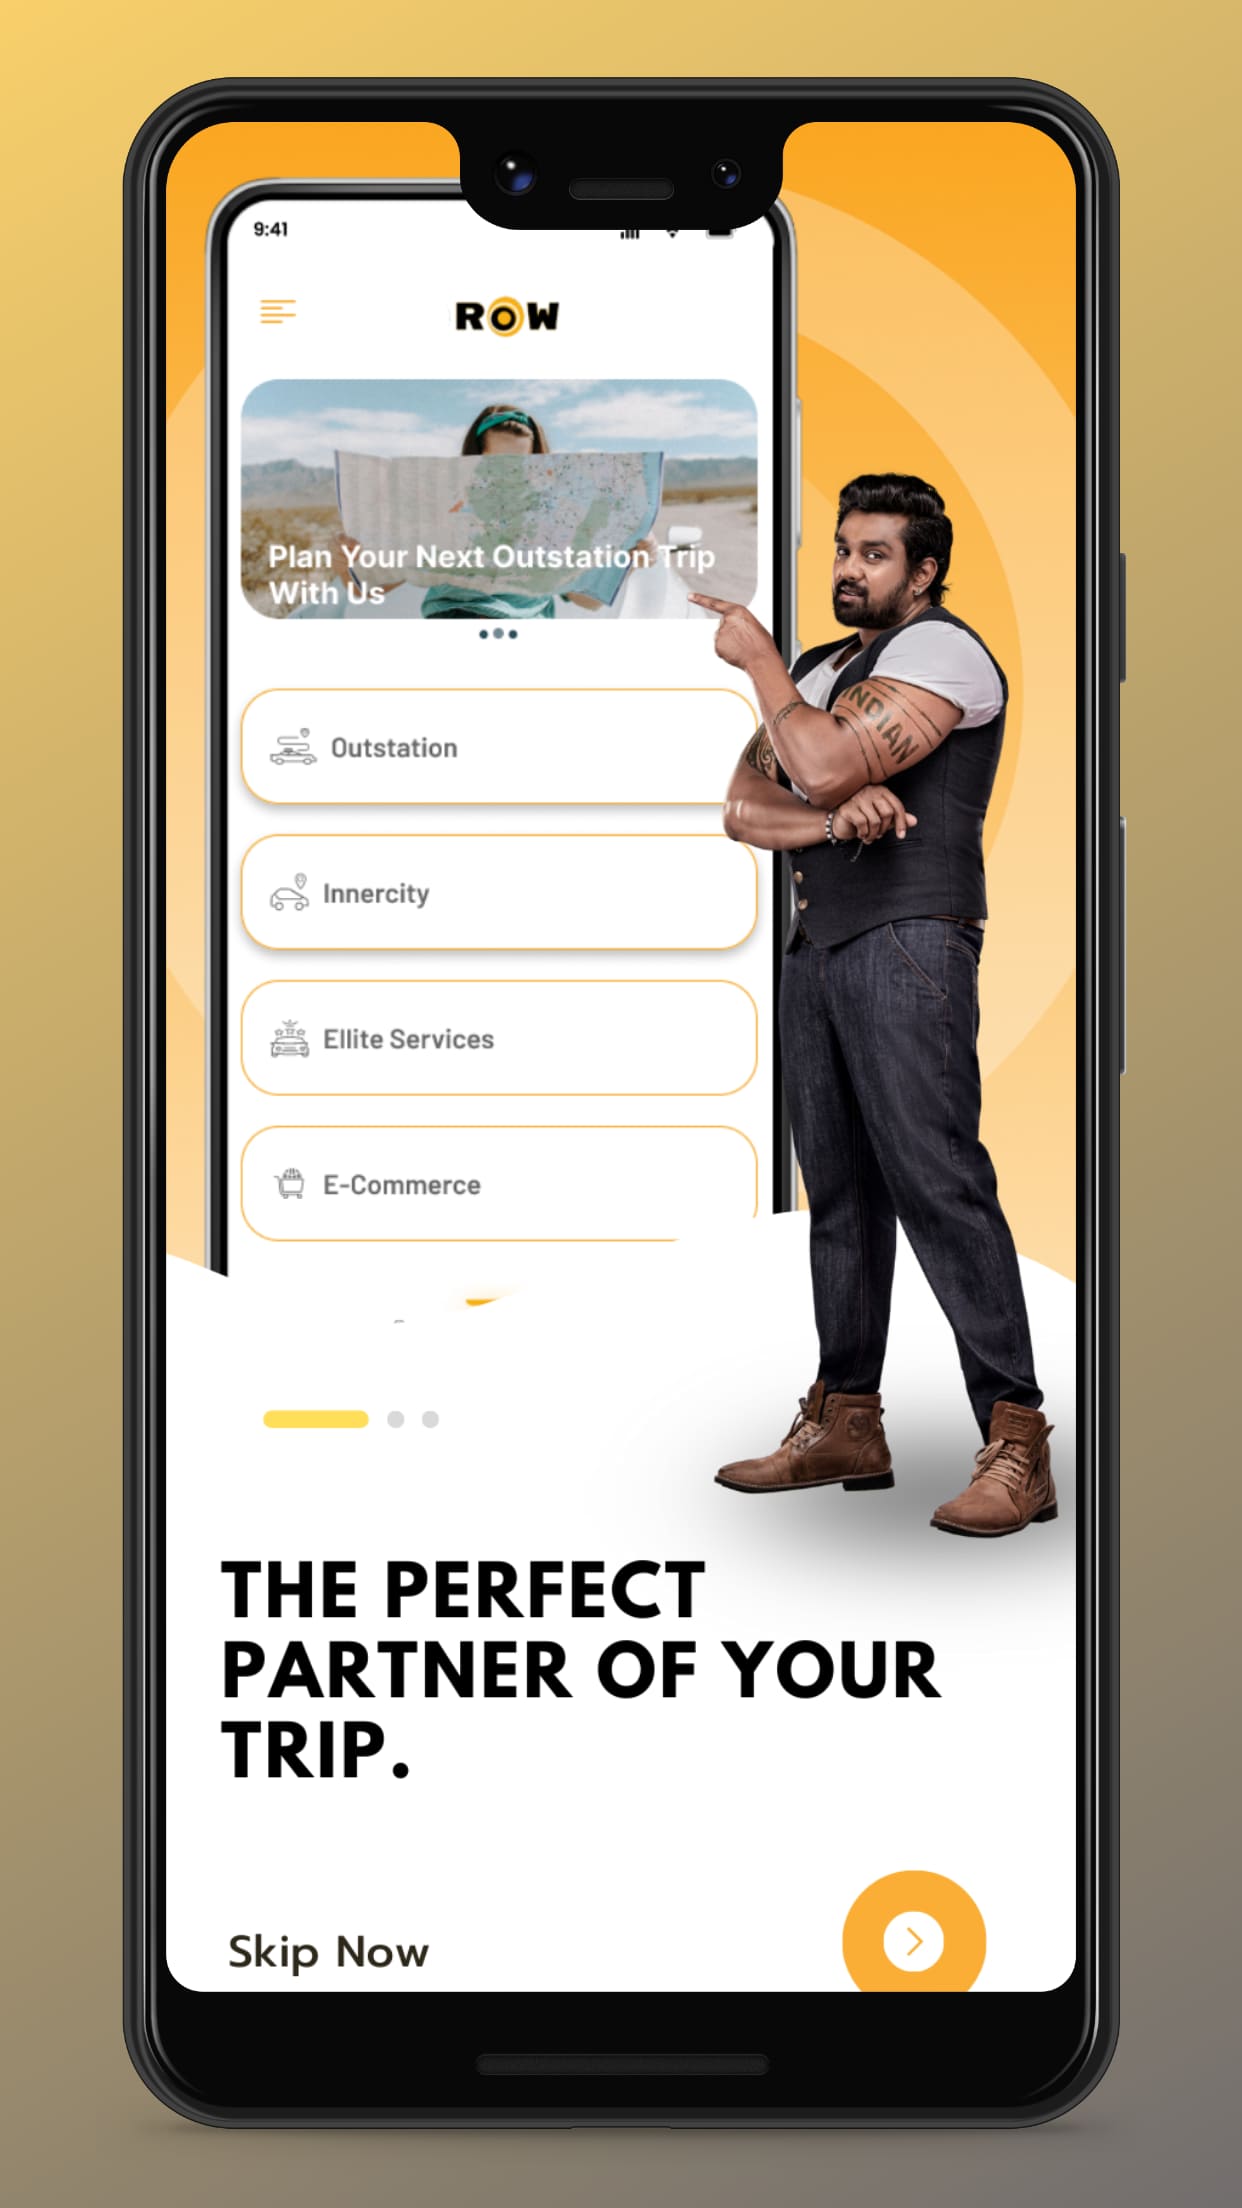 9:41
ROW
Plan Your Next Outstation Trip
With Us
Outstation
INDIAN
Innercity
Ellite Services
E-Commerce
THE PERFECT
PARTNER OF YOUR
TRIP.
Skip Now